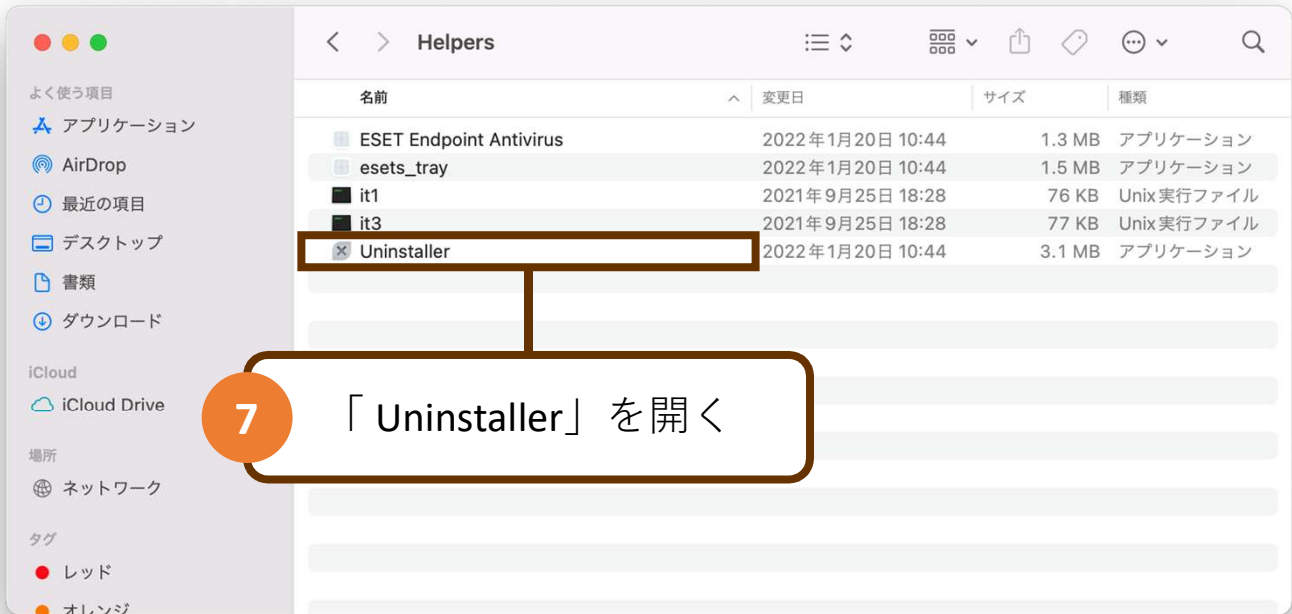 Helpers
よく使う項目
アプリケーション
AirDrop
最近の項目
デスクトップ
書類
ダウンロード
iCloud
iCloud Drive
場所
ネットワーク
タグ
レッド
オレンジ
名前 変更日 サイズ 種類
ESET Endpoint Antivirus 2022年1月20日 10:44 1.3 MB アプリケーション
esets_tray 2022年1月20日 10:44 1.5 MB アプリケーション
it1 2021年9月25日 18:28 76 KB Unix実行ファイル
it3 2021年9月25日 18:28 77 KB Unix実行ファイル
Uninstaller 2022年1月20日 10:44 3.1 MB アプリケーション
7 「Uninstaller」を開く